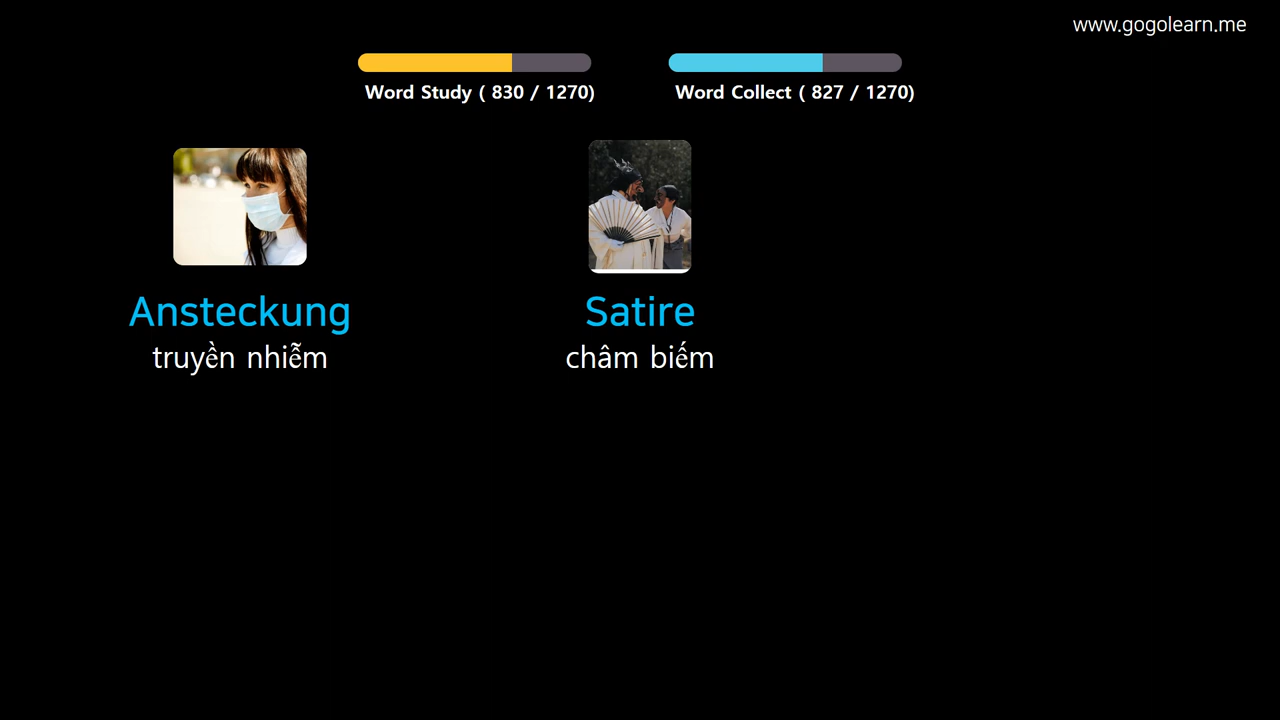 www.gogolearn.me
Word Study ( 830 / 1270)
Word Collect ( 827 / 1270)
Ansteckung
truyền nhiễm
Satire
châm biếm